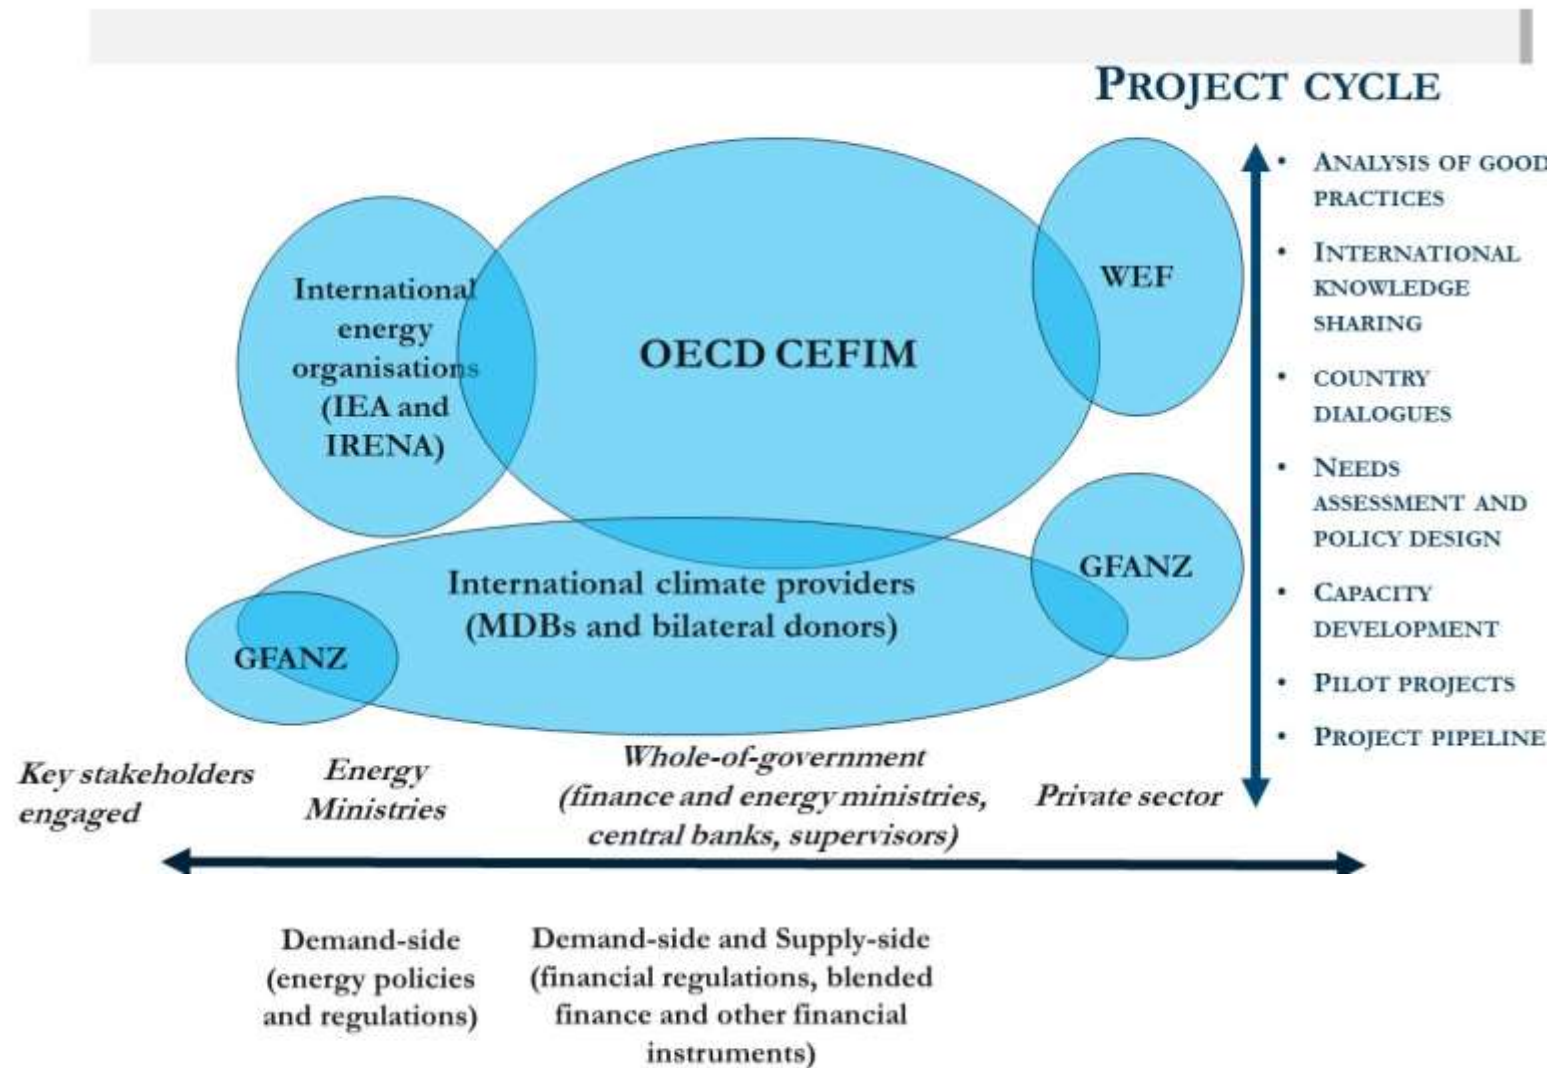 PROJECT CYCLE
• ANALYSIS OF GOOD
PRACTICES
• INTERNATIONAL
KNOWLEDGE
SHARING
• COUNTRY
DIALOGUES
• NEEDS
ASSESSMENT AND
POLICY DESIGN
• CAPACITY
DEVELOPMENT
• PILOT PROJECTS
• PROJECT PIPELINE
International
energy
organisations
(IEA and
IRENA)
OECD CEFIM
WEF
GFANZ
International climate providers
(MDBs and bilateral donors)
GFANZ
Key stakeholders
engaged
Energy
Ministries
Whole-of-government
(finance and energy ministries,
central banks, supervisors)
Private sector
Demand-side
(energy policies
and regulations)
Demand-side and Supply-side
(financial regulations, blended
finance and other financial
instruments)